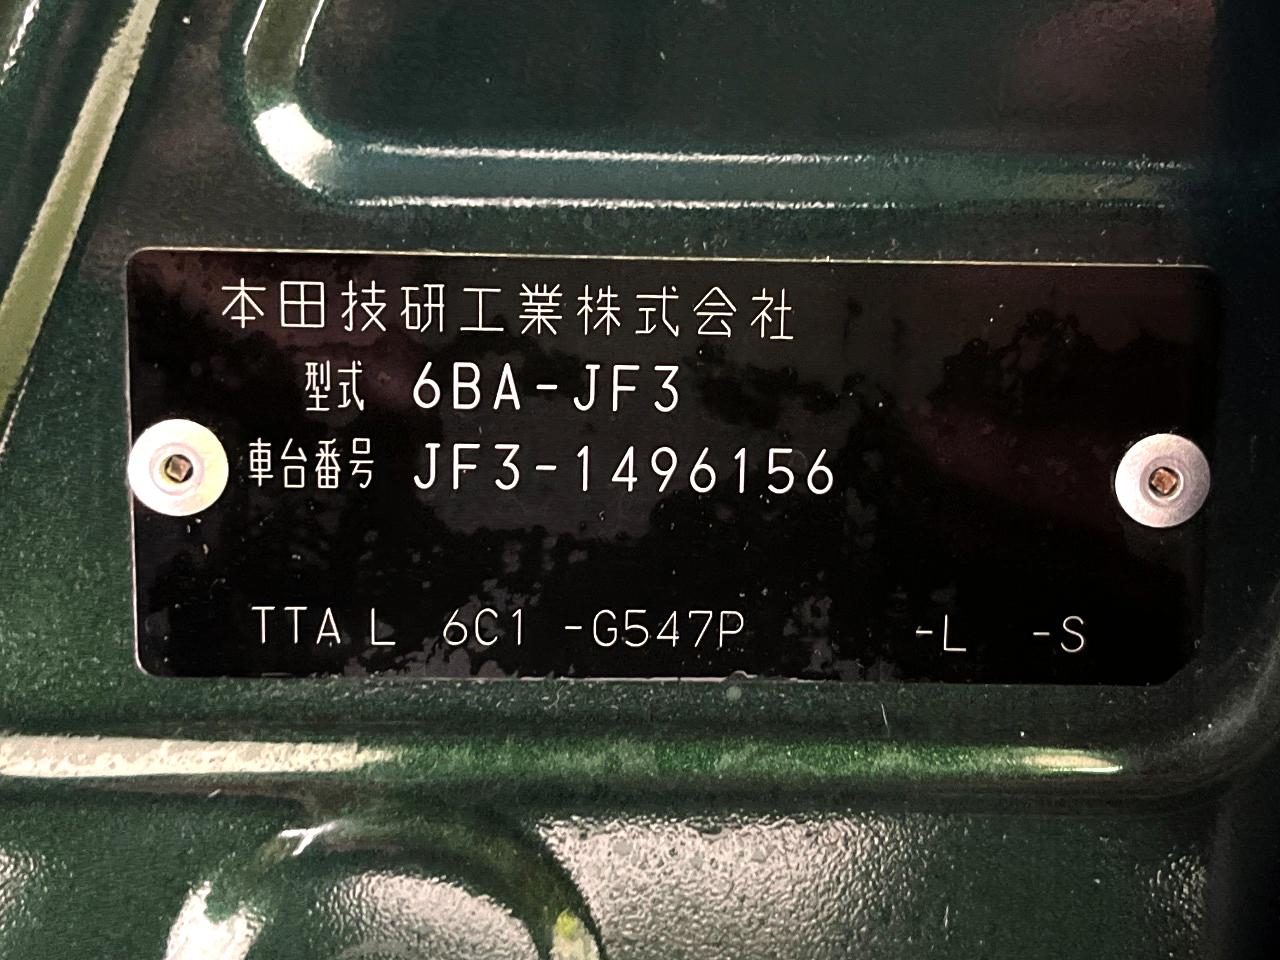 本田技研工業株式会社
型式 6BA-JF3
車台番号 JF3-1496156
TTA L 6C1 -G547P -L -S